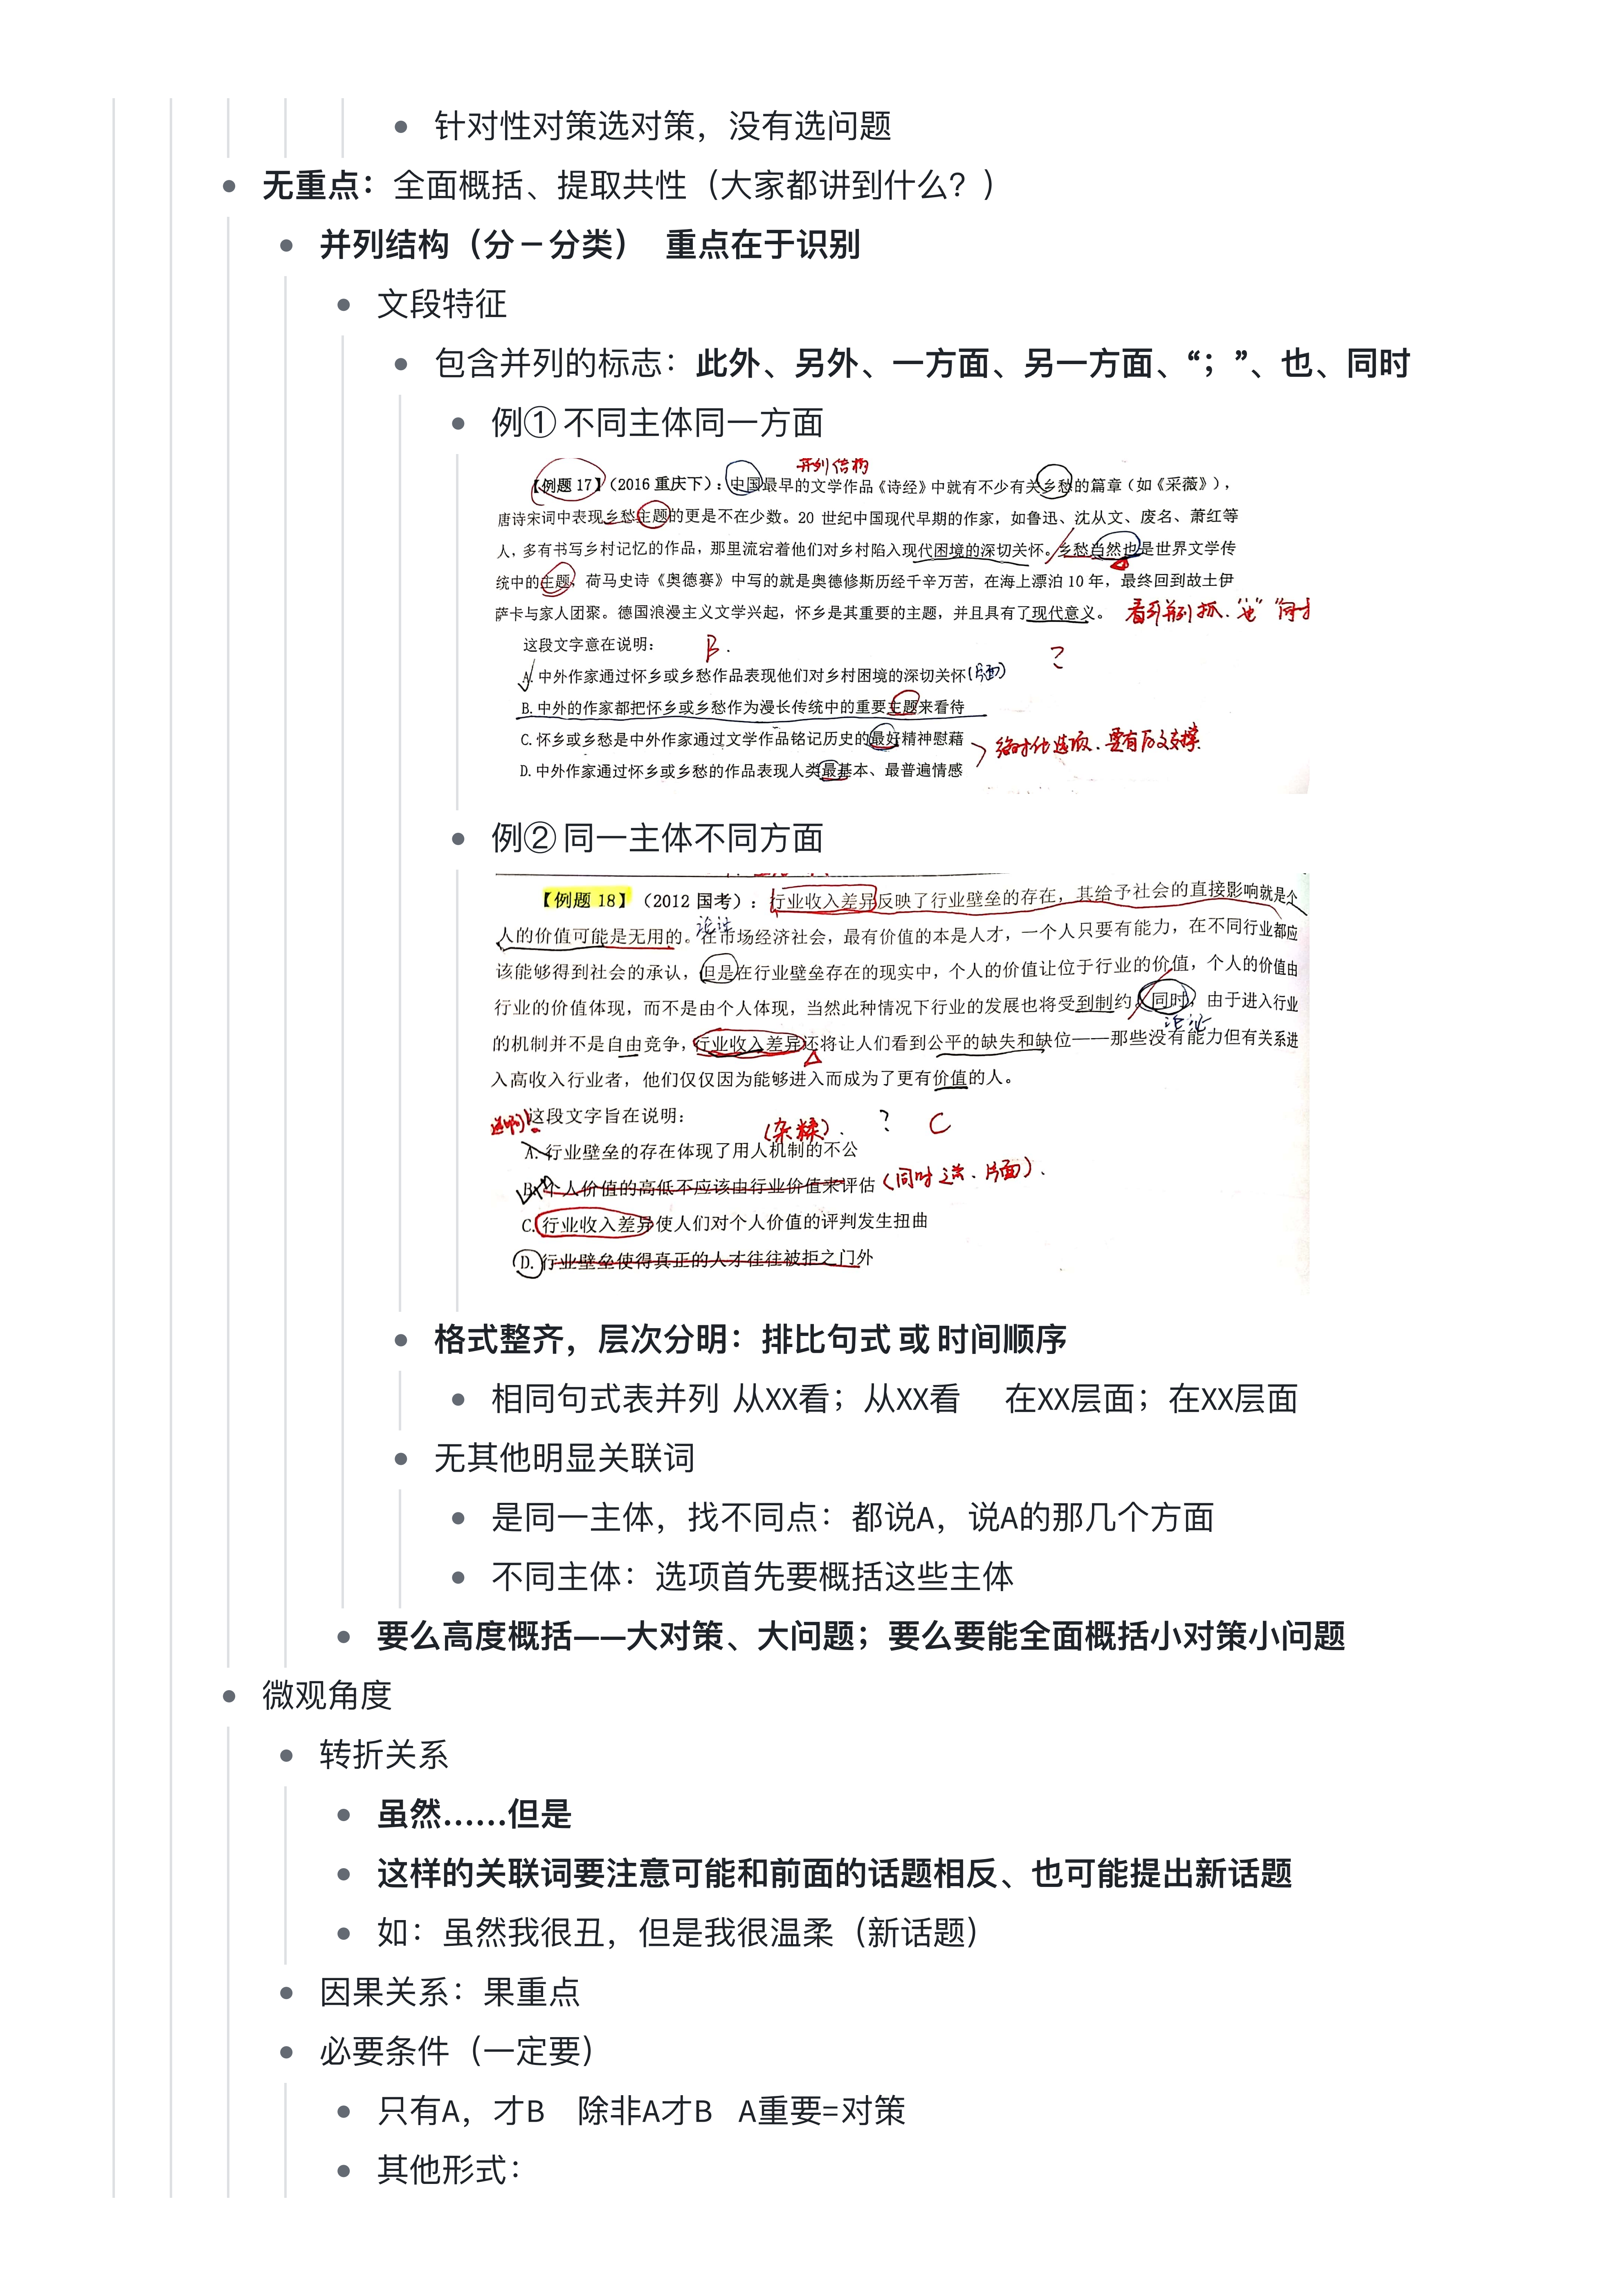 针对性对策选对策，没有选问题
无重点：全面概括、提取共性（大家都讲到什么？）
并列结构（分－分类） 重点在于识别
文段特征
包含并列的标志：此外、另外、一方面、另一方面、“；”、也、同时
例① 不同主体同一方面
并列结构
【例题 17】（2016 重庆下）：中国最早的文学作品《诗经》中就有不少有关乡愁的篇章（如《采薇》），
唐诗宋词中表现乡愁主题的更是不在少数。20 世纪中国现代早期的作家，如鲁迅、沈从文、废名、萧红等
人，多有书写乡村记忆的作品，那里流宕着他们对乡村陷入现代困境的深切关怀。乡愁当然也是世界文学传
统中的主题，荷马史诗《奥德赛》中写的就是奥德修斯历经千辛万苦，在海上漂泊 10 年，最终回到故土伊
萨卡与家人团聚。德国浪漫主义文学兴起，怀乡是其重要的主题，并且具有了现代意义。
看到并列抓．“也”“同时
这段文字意在说明： B．
?
A. 中外作家通过怀乡或乡愁作品表现他们对乡村困境的深切关怀（片面）
B. 中外的作家都把怀乡或乡愁作为漫长传统中的重要主题来看待
C. 怀乡或乡愁是中外作家通过文学作品铭记历史的最好精神慰藉
绝对化选项．要有原文支撑
D. 中外作家通过怀乡或乡愁的作品表现人类最基本、最普遍情感
例② 同一主体不同方面
【例题 18】（2012 国考）：行业收入差异反映了行业壁垒的存在，其给予社会的直接影响就是个
论述
人的价值可能是无用的。在市场经济社会，最有价值的本是人才，一个人只要有能力，在不同行业都应
该能够得到社会的承认，但是在行业壁垒存在的现实中，个人的价值让位于行业的价值，个人的价值由
行业的价值体现，而不是由个人体现，当然此种情况下行业的发展也将受到制约。同时，由于进入行业
论述
的机制并不是自由竞争，行业收入差异还将让人们看到公平的缺失和缺位——那些没有能力但有关系进
入高收入行业者，他们仅仅因为能够进入而成为了更有价值的人。
这段文字旨在说明： （杂糅）． ? C
A. 行业壁垒的存在体现了用人机制的不公
B. 个人价值的高低不应该由行业价值来评估（同时之前、片面）．
C. 行业收入差异使人们对个人价值的评判发生扭曲
D. 行业壁垒使得真正的人才往往被拒之门外
格式整齐，层次分明：排比句式 或 时间顺序
相同句式表并列 从XX看；从XX看 在XX层面；在XX层面
无其他明显关联词
是同一主体，找不同点：都说A，说A的那几个方面
不同主体：选项首先要概括这些主体
要么高度概括——大对策、大问题；要么要能全面概括小对策小问题
微观角度
转折关系
虽然……但是
这样的关联词要注意可能和前面的话题相反、也可能提出新话题
如：虽然我很丑，但是我很温柔（新话题）
因果关系：果重点
必要条件（一定要）
只有A，才B 除非A才B A重要=对策
其他形式：